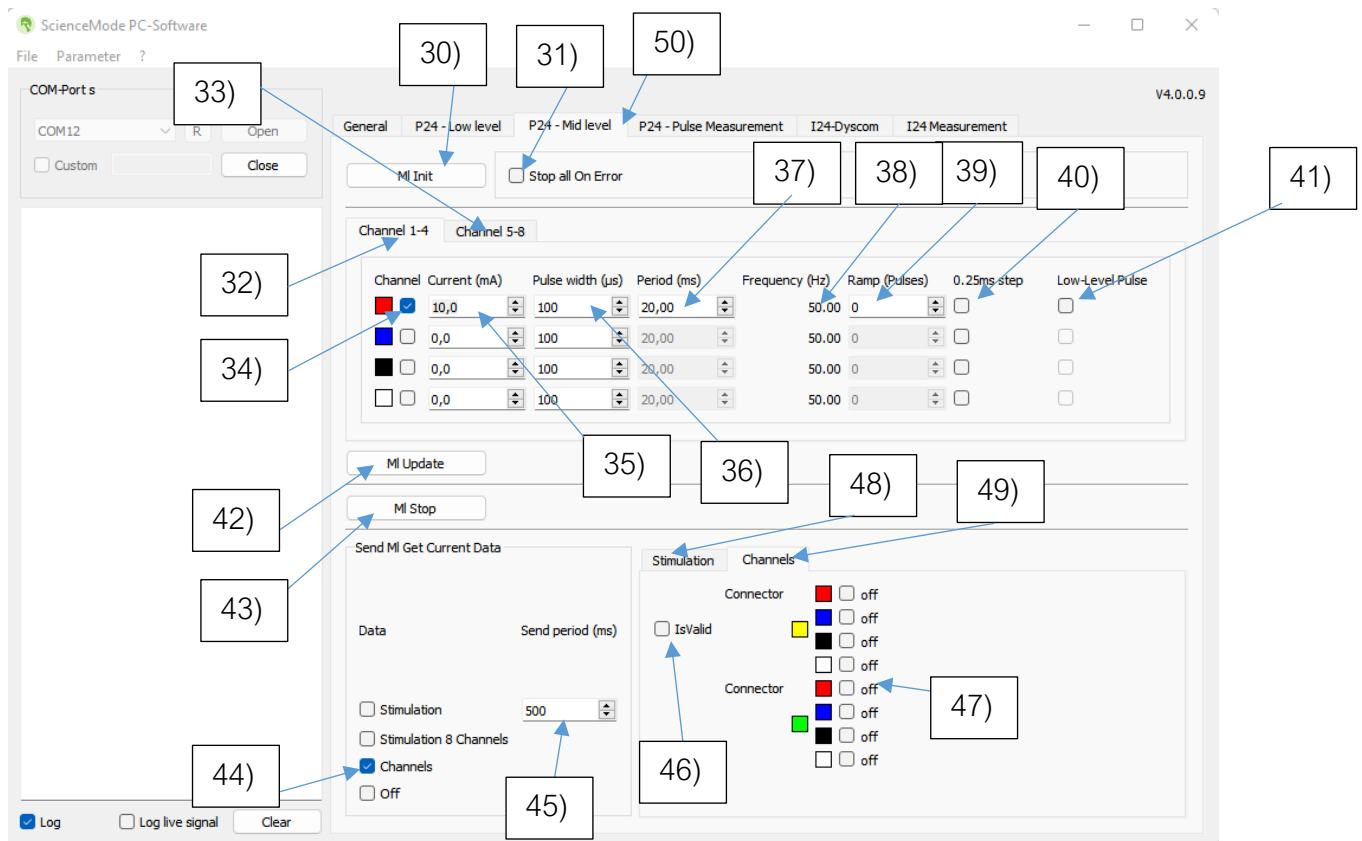 ScienceMode PC-Software
File Parameter ?
30)
31)
50)
33)
COM-Port s
V4.0.0.9
COM12 R Open
Custom Close
General P24 - Low level P24 - Mid level P24 - Pulse Measurement I24-Dyscom I24 Measurement
Ml Init Stop all On Error
37)
38)
39)
40)
41)
Channel 1-4 Channel 5-8
32)
Channel Current (mA) Pulse width (µs) Period (ms) Frequency (Hz) Ramp (Pulses) 0.25ms step Low-Level Pulse
10,0 100 20,00 50.00 0
0,0 100 20,00 50.00 0
34)
0,0 100 20,00 50.00 0
0,0 100 20,00 50.00 0
Ml Update
35)
36)
48)
49)
42)
Ml Stop
Send Ml Get Current Data
Stimulation Channels
43)
Connector off
off
Data Send period (ms) IsValid
off
off
Connector off
47)
Stimulation 500 off
Stimulation 8 Channels off
Channels off
44)
45)
46)
Off
Log Log live signal Clear